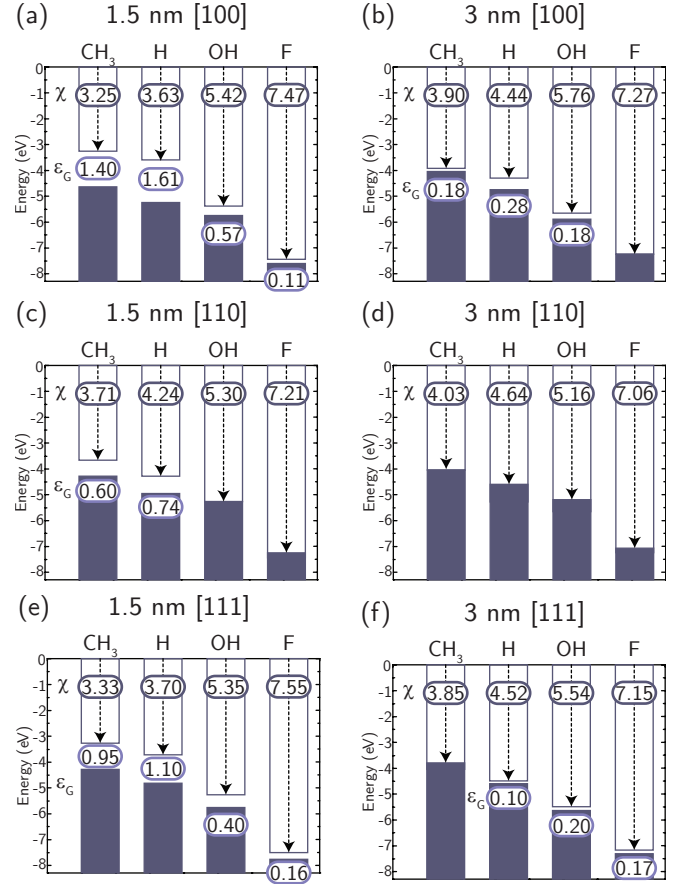 (a) 1.5 nm [100]
CH3 H OH F
0
-1
-2
-3
-4
-5
-6
-7
-8
Energy (eV)
χ 3.25 3.63 5.42 7.47
εG 1.40 1.61 0.57 0.11
(b) 3 nm [100]
CH3 H OH F
0
-1
-2
-3
-4
-5
-6
-7
-8
Energy (eV)
χ 3.90 4.44 5.76 7.27
εG 0.18 0.28 0.18
(c) 1.5 nm [110]
CH3 H OH F
0
-1
-2
-3
-4
-5
-6
-7
-8
Energy (eV)
χ 3.71 4.24 5.30 7.21
εG 0.60 0.74
(d) 3 nm [110]
CH3 H OH F
0
-1
-2
-3
-4
-5
-6
-7
-8
Energy (eV)
χ 4.03 4.64 5.16 7.06
(e) 1.5 nm [111]
CH3 H OH F
0
-1
-2
-3
-4
-5
-6
-7
-8
Energy (eV)
χ 3.33 3.70 5.35 7.55
εG 0.95 1.10 0.40 0.16
(f) 3 nm [111]
CH3 H OH F
0
-1
-2
-3
-4
-5
-6
-7
-8
Energy (eV)
χ 3.85 4.52 5.54 7.15
εG 0.10 0.20 0.17